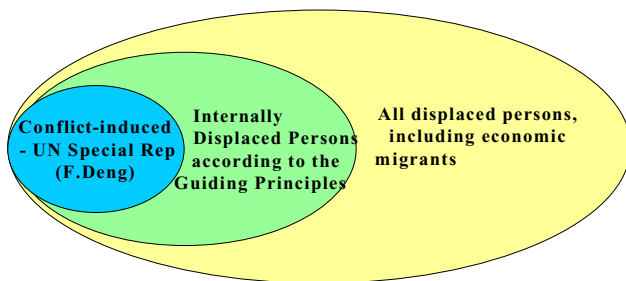 Conflict-induced
- UN Special Rep
(F.Deng)
Internally
Displaced Persons
according to the
Guiding Principles
All displaced persons,
including economic
migrants